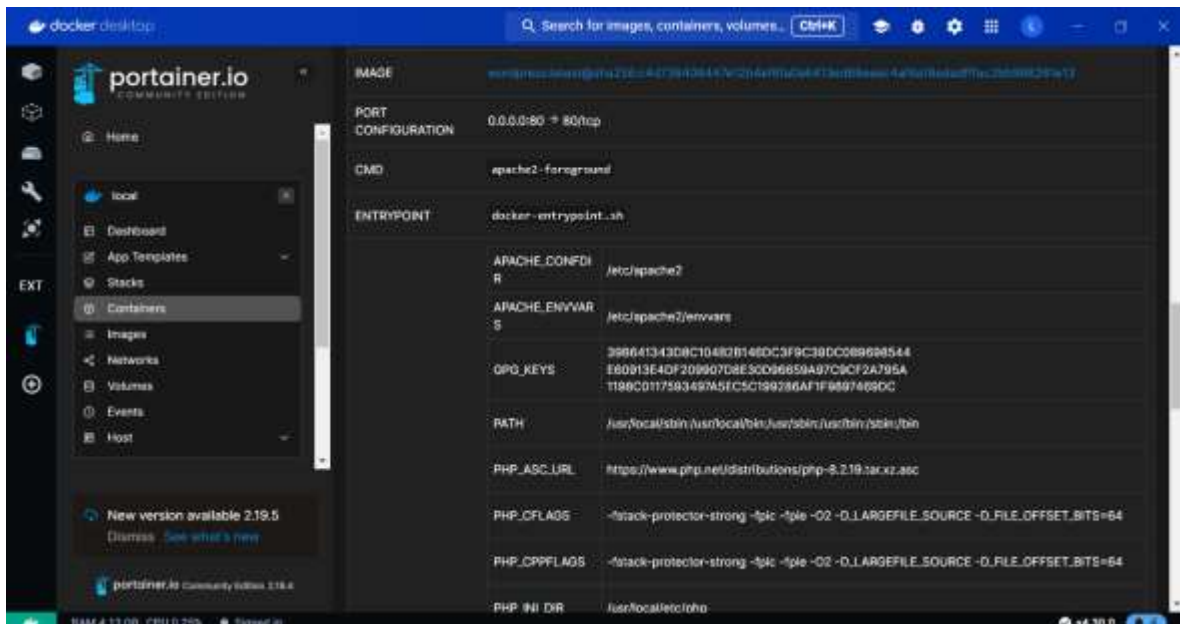 docker desktop
Search for images, containers, volumes... Ctrl+K
portainer.io
COMMUNITY EDITION
Home
local
Dashboard
App Templates
Stacks
Containers
Images
Networks
Volumes
Events
Host
EXT
New version available 2.19.5
Dismiss See what's new
portainer.io Community Edition
IMAGE
PORT CONFIGURATION
0.0.0.0:80 → 80/tcp
CMD
apache2-foreground
ENTRYPOINT
docker-entrypoint.sh
APACHE_CONFDI
R
/etc/apache2
APACHE_ENVVAR
S
/etc/apache2/envvars
GPG_KEYS
PATH
/usr/local/sbin:/usr/local/bin:/usr/sbin:/usr/bin:/sbin:/bin
PHP_ASC_URL
https://www.php.net/distributions/php-8.2.19.tar.xz.asc
PHP_CFLAGS
-fstack-protector-strong -fpic -fpie -O2 -D_LARGEFILE_SOURCE -D_FILE_OFFSET_BITS=64
PHP_CPPFLAGS
-fstack-protector-strong -fpic -fpie -O2 -D_LARGEFILE_SOURCE -D_FILE_OFFSET_BITS=64
PHP_INI_DIR
/usr/local/etc/php